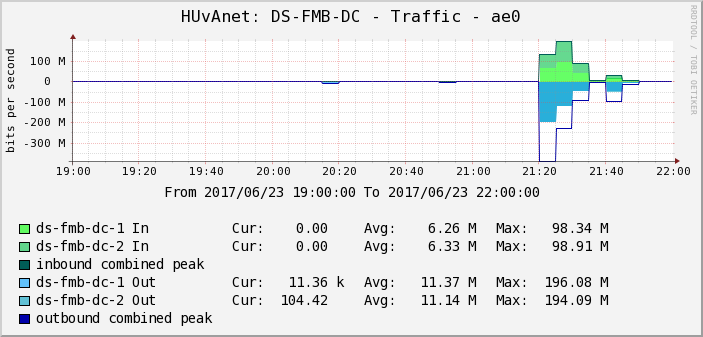 HUvAnet: DS-FMB-DC - Traffic - ae0
RRDTOOL / TOBI OETIKER
bits per second
100 M
0
-100 M
-200 M
-300 M
19:00 19:20 19:40 20:00 20:20 20:40 21:00 21:20 21:40 22:00
From 2017/06/23 19:00:00 To 2017/06/23 22:00:00
ds-fmb-dc-1 In Cur: 0.00 Avg: 6.26 M Max: 98.34 M
ds-fmb-dc-2 In Cur: 0.00 Avg: 6.33 M Max: 98.91 M
inbound combined peak
ds-fmb-dc-1 Out Cur: 11.36 k Avg: 11.37 M Max: 196.08 M
ds-fmb-dc-2 Out Cur: 104.42 Avg: 11.14 M Max: 194.09 M
outbound combined peak